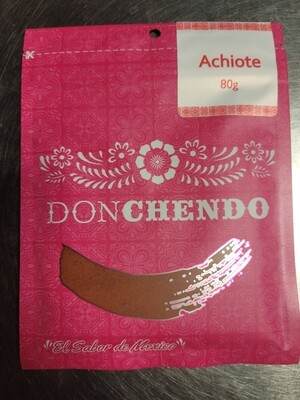 Achiote
80g
DONCHENDO
El Sabor de Mexico